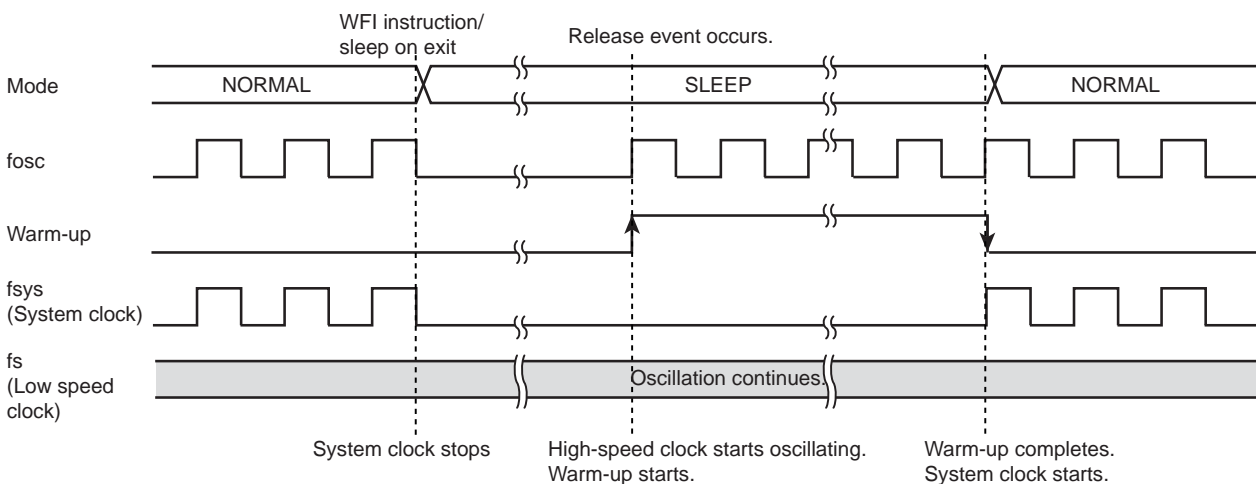 WFI instruction/
sleep on exit
Release event occurs.
Mode
NORMAL
SLEEP
NORMAL
fosc
Warm-up
fsys
(System clock)
fs
(Low speed
clock)
Oscillation continues.
System clock stops
High-speed clock starts oscillating.
Warm-up starts.
Warm-up completes.
System clock starts.